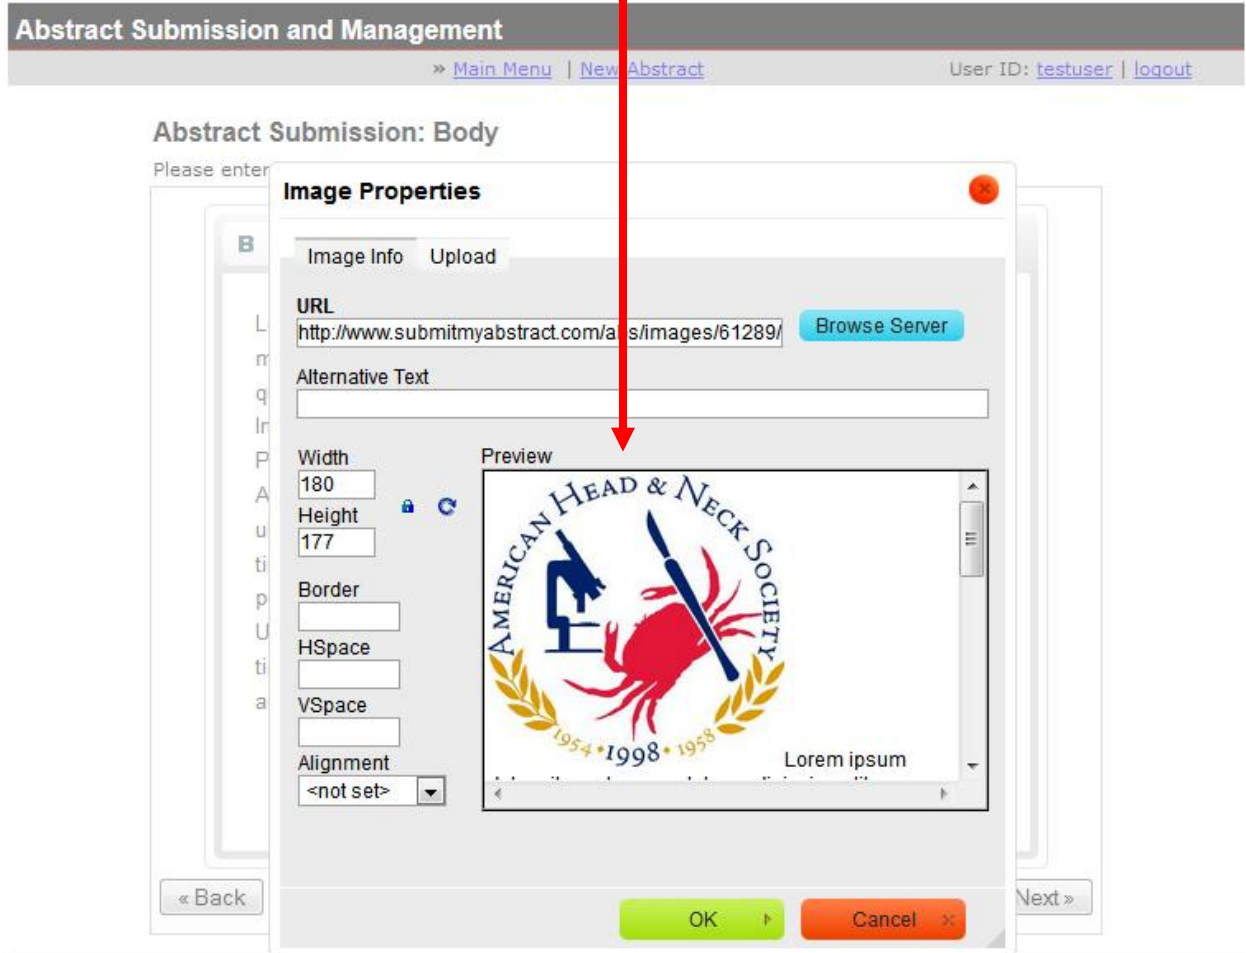 Abstract Submission and Management
» Main Menu | New Abstract User ID: testuser | logout
Abstract Submission: Body
Please enter
Image Properties
B
Image Info Upload
URL
http://www.submitmyabstract.com/abs/images/61289/ Browse Server
Alternative Text
Width
180
Height
177
Border
HSpace
VSpace
Alignment
<not set>
Preview
AMERICAN HEAD & NECK SOCIETY
1954 • 1998 • 1958
Lorem ipsum
« Back
OK
Cancel
Next »